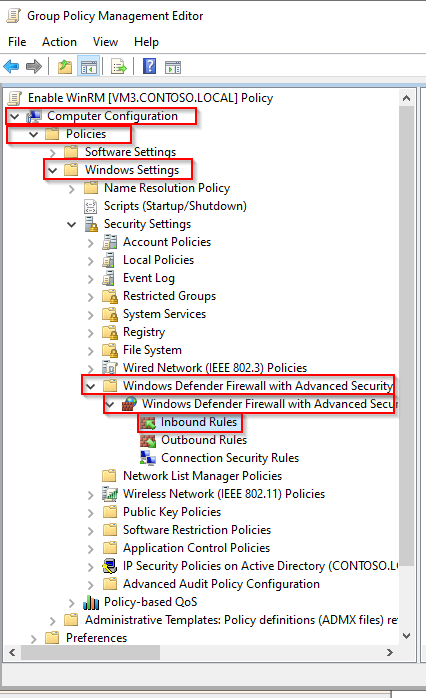 Group Policy Management Editor
File Action View Help
Enable WinRM [VM3.CONTOSO.LOCAL] Policy
Computer Configuration
Policies
Software Settings
Windows Settings
Name Resolution Policy
Scripts (Startup/Shutdown)
Security Settings
Account Policies
Local Policies
Event Log
Restricted Groups
System Services
Registry
File System
Wired Network (IEEE 802.3) Policies
Windows Defender Firewall with Advanced Security
Windows Defender Firewall with Advanced Secur
Inbound Rules
Outbound Rules
Connection Security Rules
Network List Manager Policies
Wireless Network (IEEE 802.11) Policies
Public Key Policies
Software Restriction Policies
Application Control Policies
IP Security Policies on Active Directory (CONTOSO.L
Advanced Audit Policy Configuration
Policy-based QoS
Administrative Templates: Policy definitions (ADMX files) re
Preferences